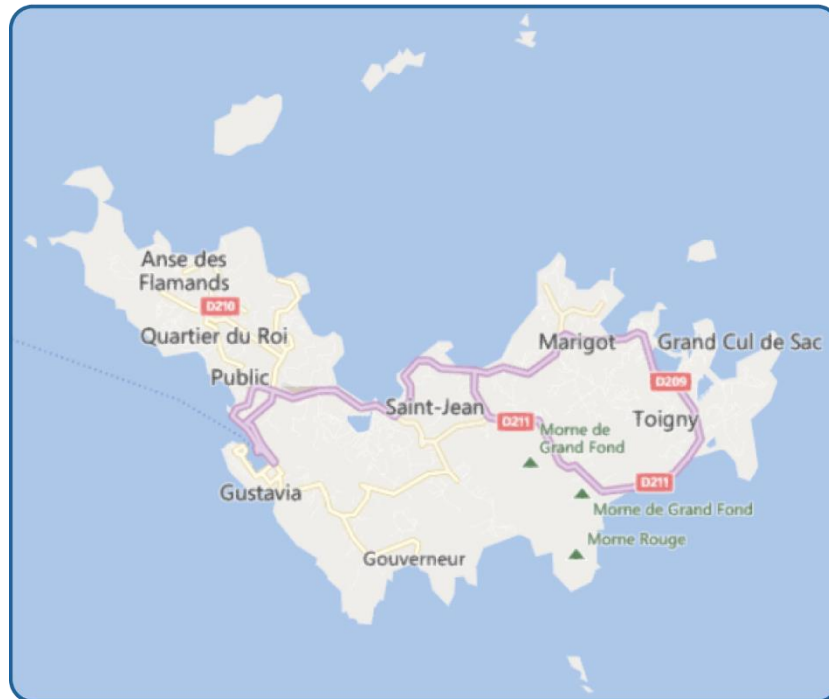 Anse des
Flamands
D210
Quartier du Roi
Marigot
Grand Cul de Sac
Public
D209
Saint-Jean
D211
Toigny
Morne de
Grand Fond
D211
Gustavia
Morne de Grand Fond
Morne Rouge
Gouverneur